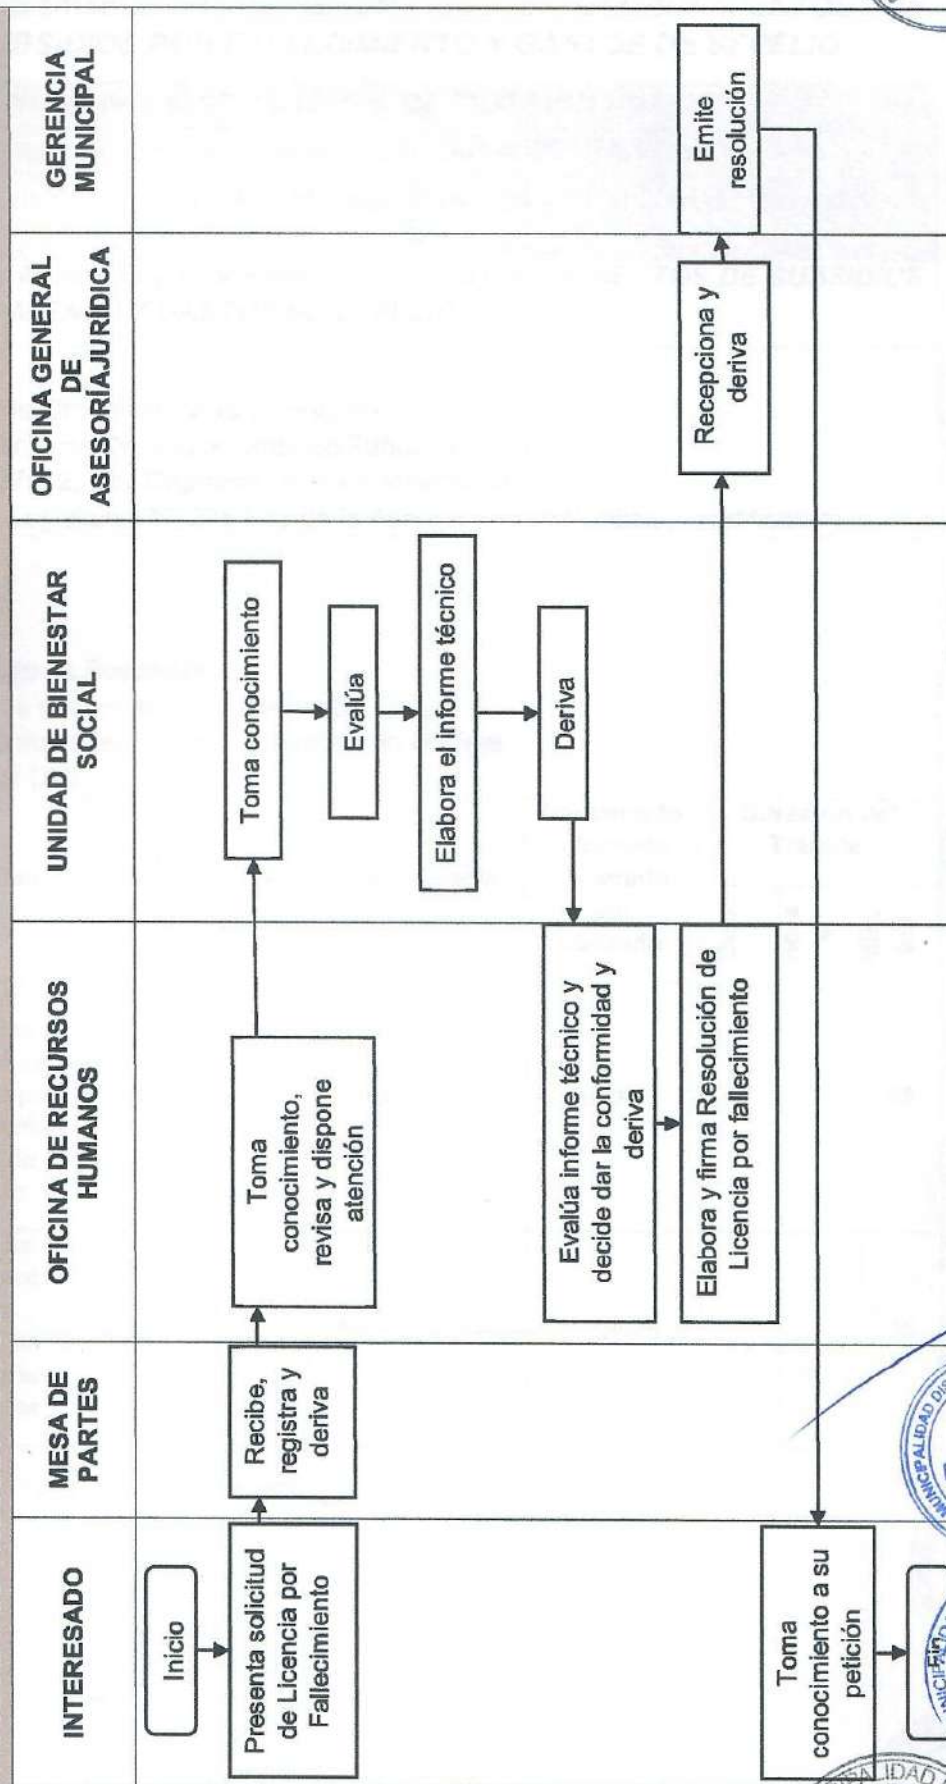 INTERESADO
MESA DE
PARTES
OFICINA DE RECURSOS
HUMANOS
UNIDAD DE BIENESTAR
SOCIAL
OFICINA GENERAL
DE
ASESORÍAJURÍDICA
GERENCIA
MUNICIPAL
Inicio
Presenta solicitud
de Licencia por
Fallecimiento
Recibe,
registra y
deriva
Toma
conocimiento,
revisa y dispone
atención
Toma conocimiento
Evalúa
Elabora el informe técnico
Deriva
Evalúa informe técnico y
decide dar la conformidad y
deriva
Elabora y firma Resolución de
Licencia por fallecimiento
Recepciona y
deriva
Emite
resolución
Toma
conocimiento a su
petición
Fin
MUNICIPALIDAD